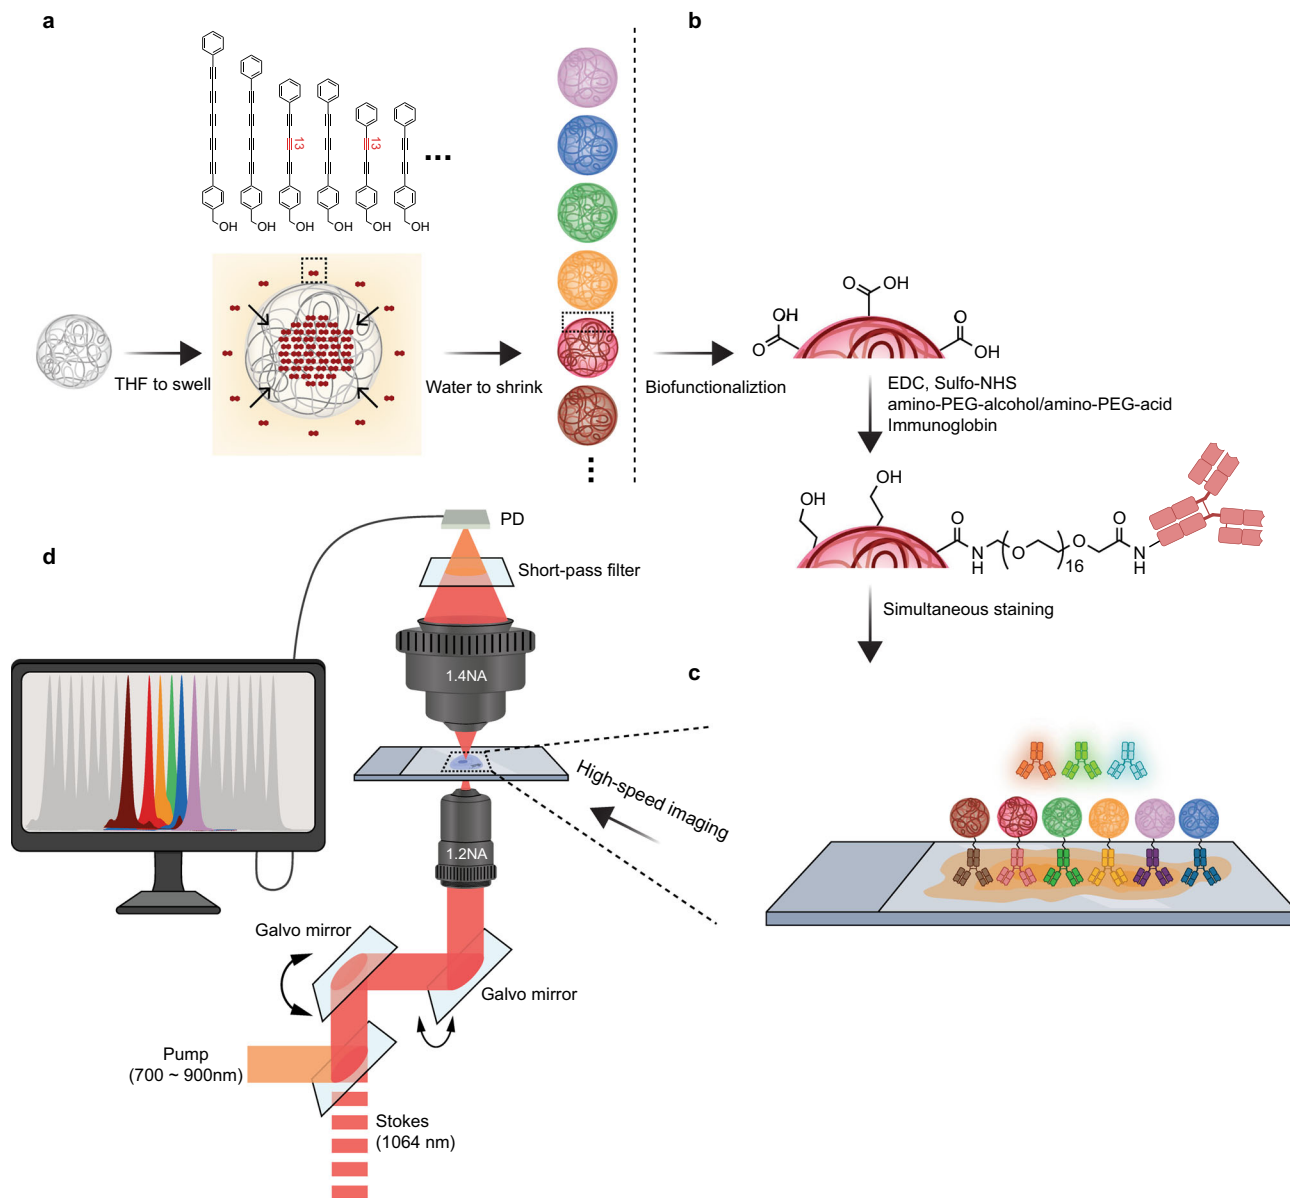 a
b
13
13
...
OH
OH
OH
OH
OH
OH
THF to swell
Water to shrink
Biofunctionaliztion
OH
O
O
OH
O
OH
EDC, Sulfo-NHS
amino-PEG-alcohol/amino-PEG-acid
Immunoglobin
OH
OH
O
N
H
O
16
O
O
N
H
Simultaneous staining
c
d
PD
Short-pass filter
1.4NA
High-speed imaging
1.2NA
Galvo mirror
Galvo mirror
Pump
(700 ~ 900nm)
Stokes
(1064 nm)